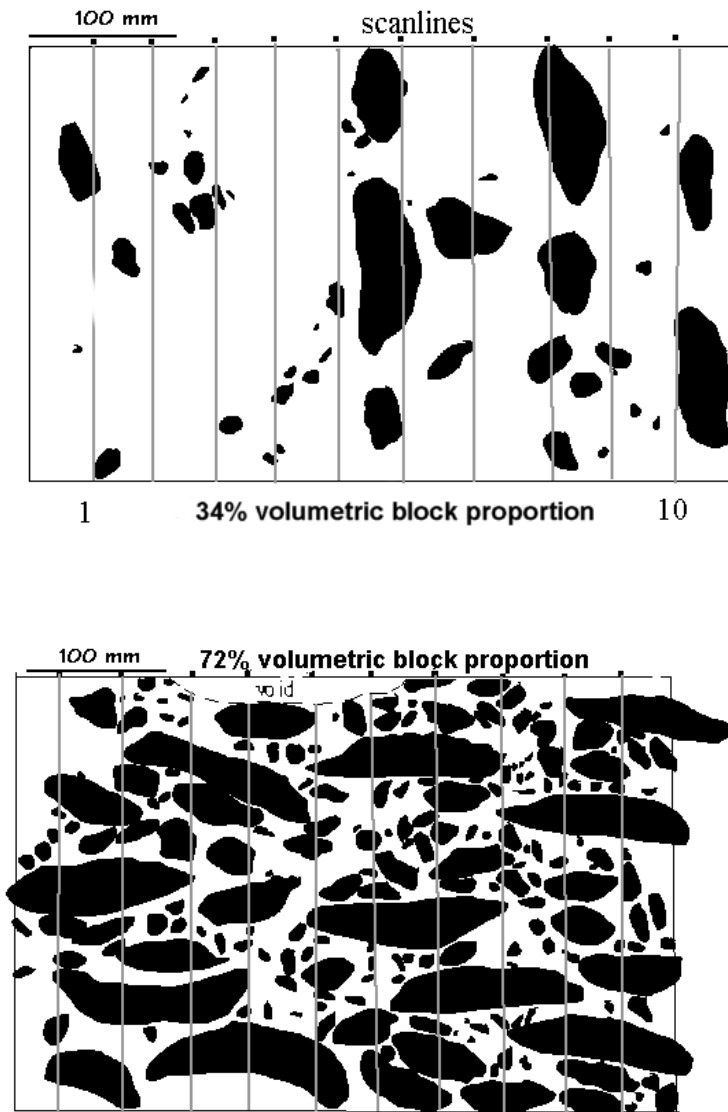 100 mm
scanlines
1
34% volumetric block proportion
10
100 mm
72% volumetric block proportion
void